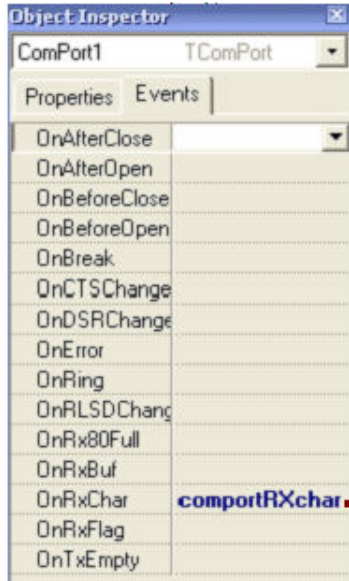 Object Inspector
ComPort1 TComPort
Properties Events
OnAfterClose
OnAfterOpen
OnBeforeClose
OnBeforeOpen
OnBreak
OnCTSChange
OnDSRChange
OnError
OnRing
OnRLSDChang
OnRx80Full
OnRxBuf
OnRxChar comportRXchar
OnRxFlag
OnTxEmpty